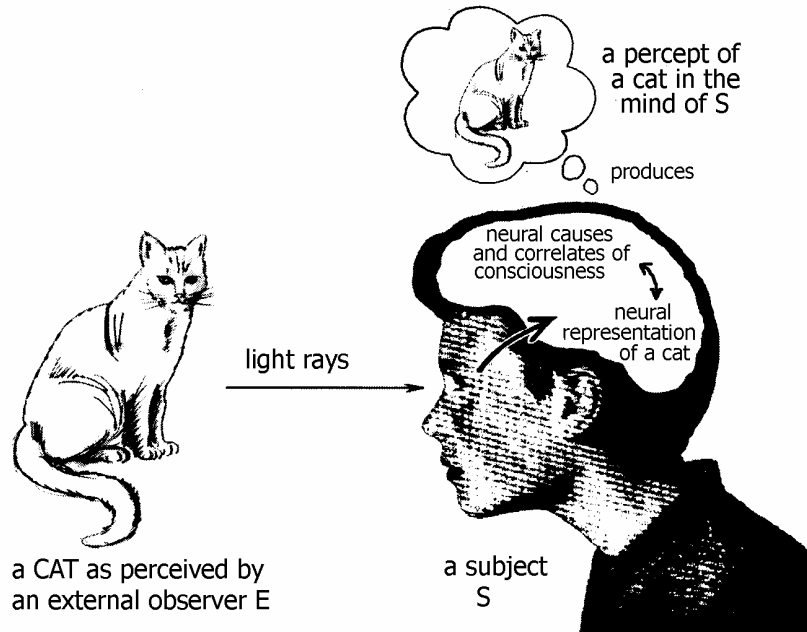 a percept of
a cat in the
mind of S
produces
neural causes
and correlates of
consciousness
neural
representation
of a cat
light rays
a CAT as perceived by
an external observer E
a subject
S